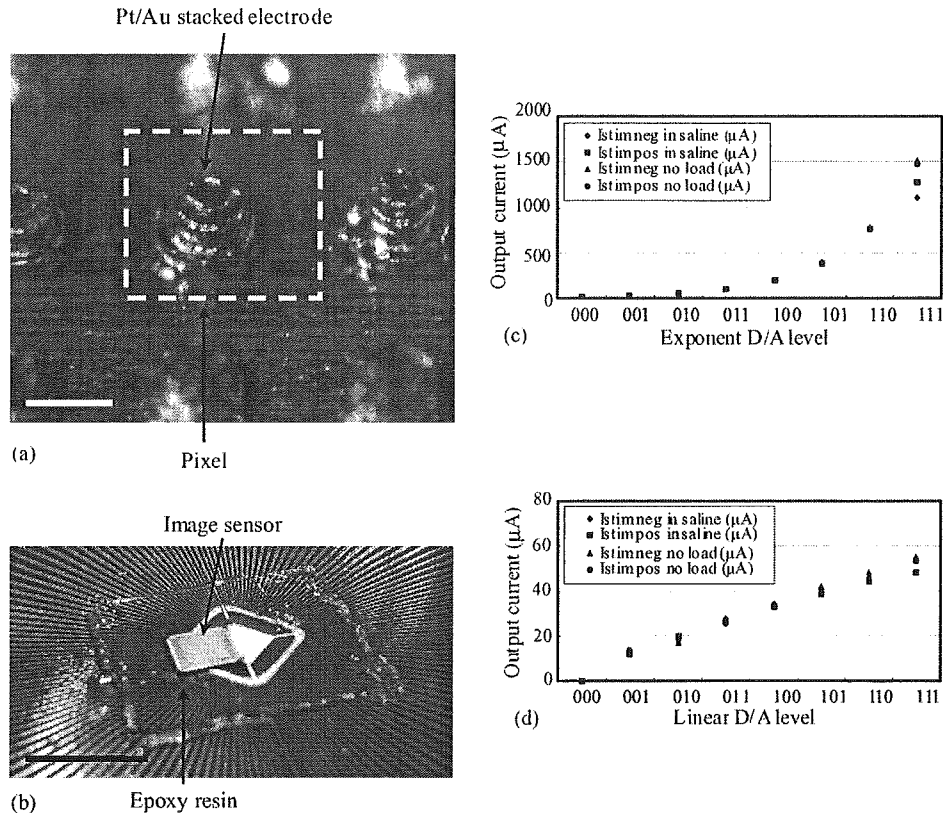 Pt/Au stacked electrode
(a)
Pixel
Image sensor
(b)
Epoxy resin
Output current (μA)
2000
1500
1000
500
0
Istimneg in saline (μA)
Istimpos in saline (μA)
Istimneg no load (μA)
Istimpos no load (μA)
000 001 010 011 100 101 110 111
(c)
Exponent D/A level
Output current (μA)
80
60
40
20
0
Istimneg in saline (μA)
Istimpos in saline (μA)
Istimneg no load (μA)
Istimpos no load (μA)
000 001 010 011 100 101 110 111
(d)
Linear D/A level